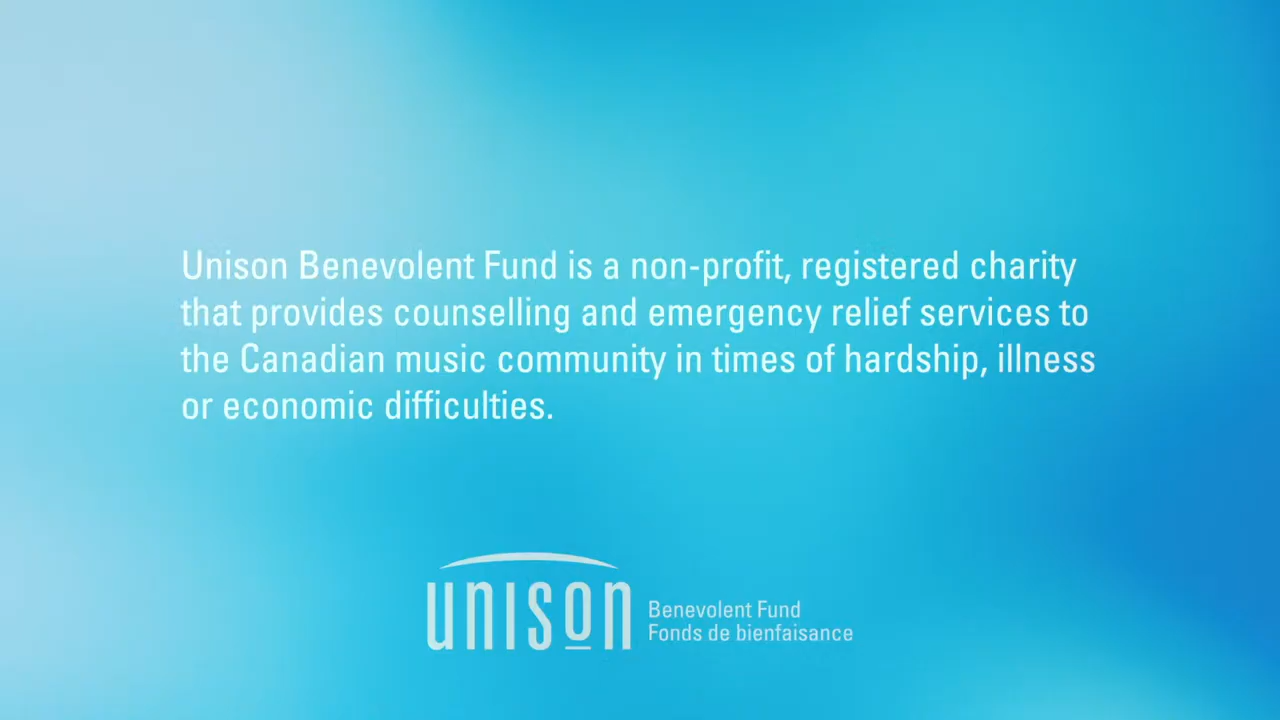 Unison Benevolent Fund is a non-profit, registered charity
that provides counselling and emergency relief services to
the Canadian music community in times of hardship, illness
or economic difficulties.
unison
Benevolent Fund
Fonds de bienfaisance